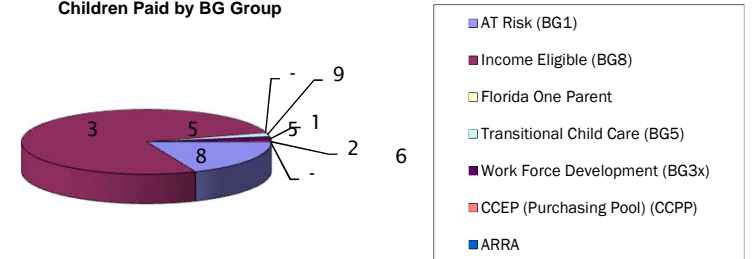 Children Paid by BG Group
- 9
3 5 5 1
8 2 6
-
AT Risk (BG1)
Income Eligible (BG8)
Florida One Parent
Transitional Child Care (BG5)
Work Force Development (BG3x)
CCEP (Purchasing Pool) (CCPP)
ARRA